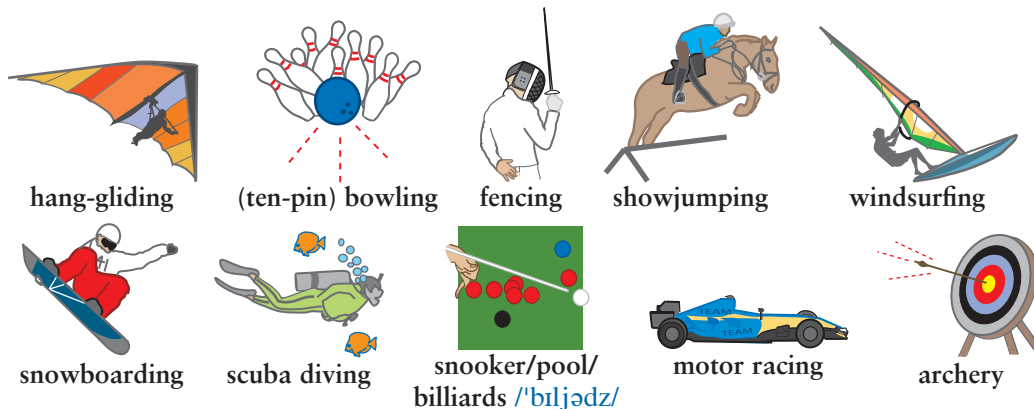 hang-gliding
(ten-pin) bowling
fencing
showjumping
windsurfing
41
TEAM
TEAM
snowboarding
scuba diving
snooker/pool/
billiards /ˈbɪljədz/
motor racing
archery